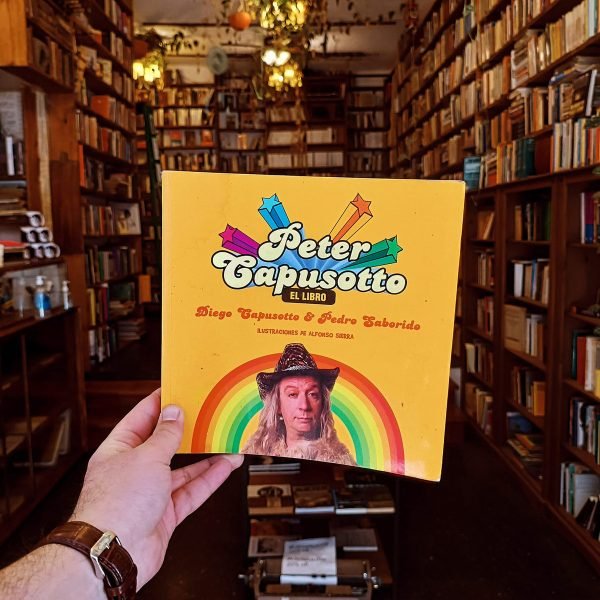 Peter
Capusotto
EL LIBRO
Diego Capusotto & Pedro Saborido
ILUSTRACIONES DE ALFONSO SIERRA